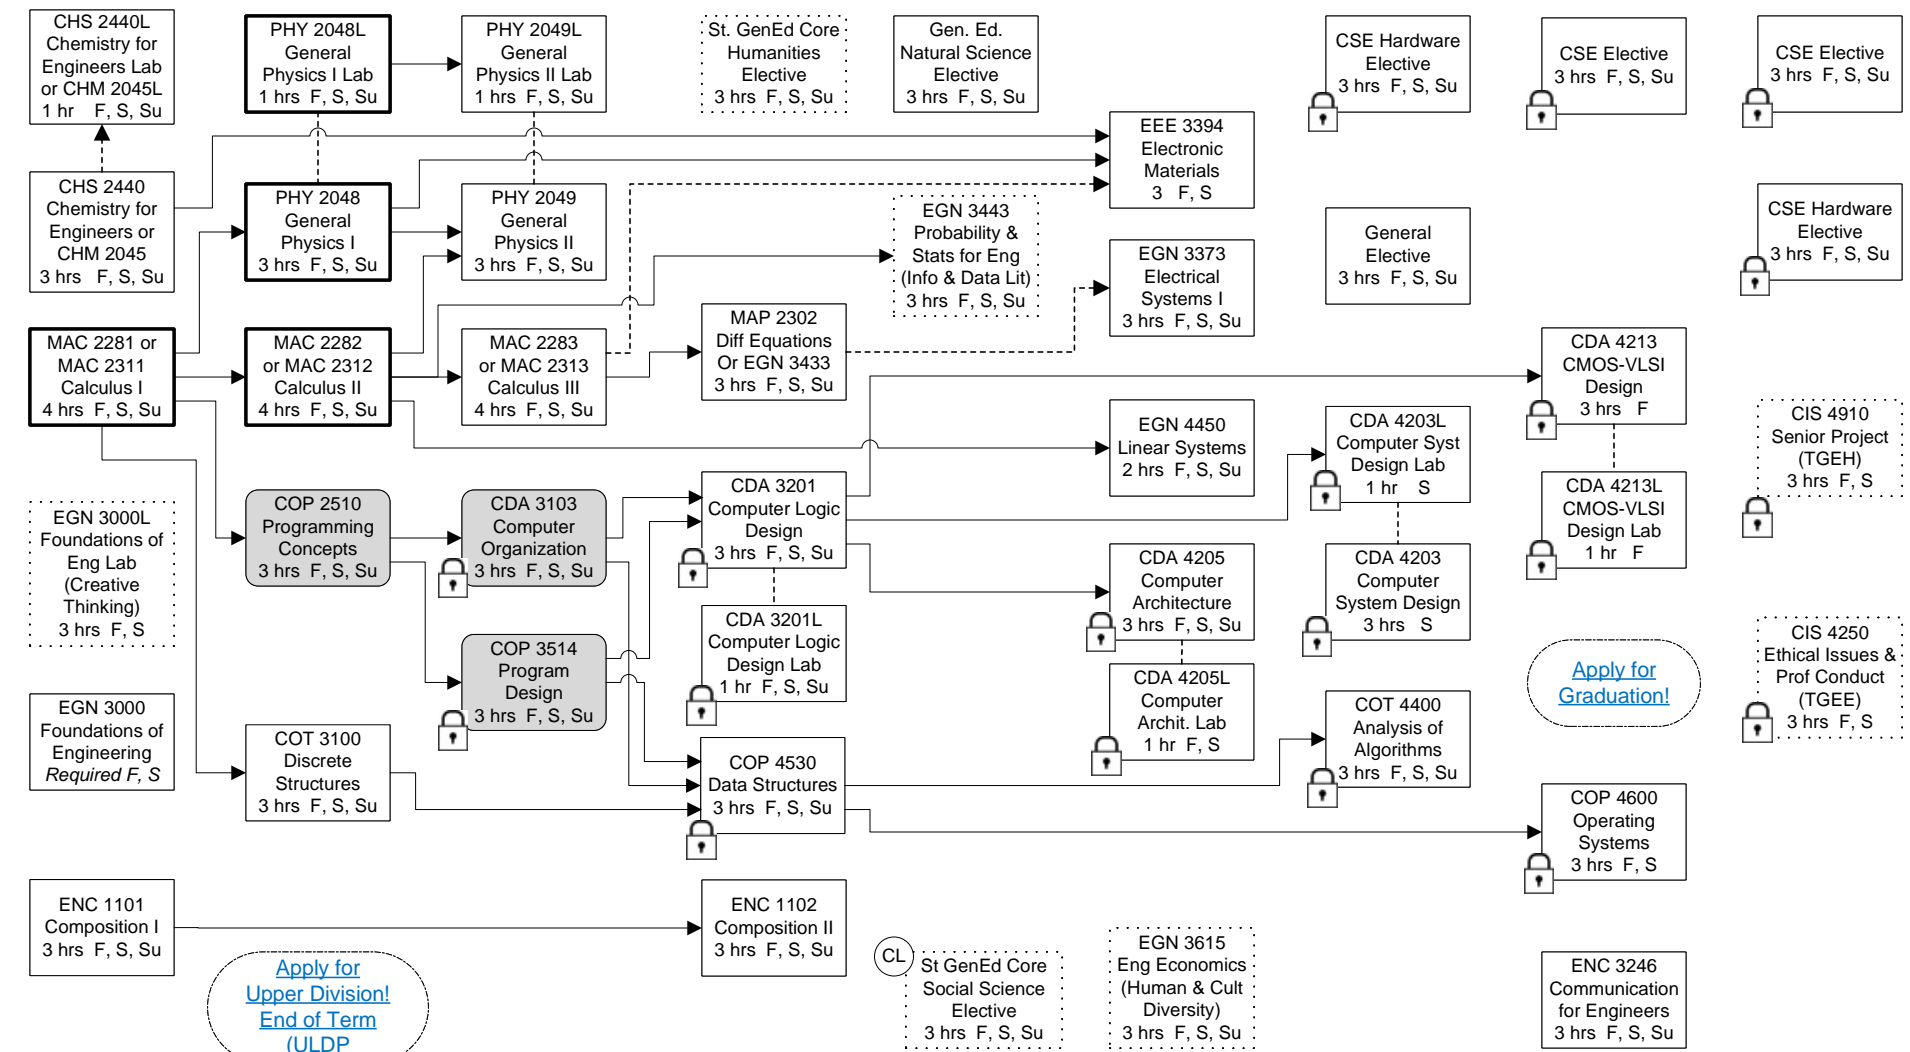 CHS 2440L
Chemistry for
Engineers Lab
or CHM 2045L
1 hr F, S, Su
CHS 2440
Chemistry for
Engineers or
CHM 2045
3 hrs F, S, Su
MAC 2281 or
MAC 2311
Calculus I
4 hrs F, S, Su
EGN 3000L
Foundations of
Eng Lab
(Creative
Thinking)
3 hrs F, S
EGN 3000
Foundations of
Engineering
Required F, S
ENC 1101
Composition I
3 hrs F, S, Su
PHY 2048L
General
Physics I Lab
1 hrs F, S, Su
PHY 2048
General
Physics I
3 hrs F, S, Su
MAC 2282
or MAC 2312
Calculus II
4 hrs F, S, Su
COP 2510
Programming
Concepts
3 hrs F, S, Su
COT 3100
Discrete
Structures
3 hrs F, S, Su
Apply for
Upper Division!
End of Term
(ULDP
PHY 2049L
General
Physics II Lab
1 hrs F, S, Su
PHY 2049
General
Physics II
3 hrs F, S, Su
MAC 2283
or MAC 2313
Calculus III
4 hrs F, S, Su
CDA 3103
Computer
Organization
3 hrs F, S, Su
COP 3514
Program
Design
3 hrs F, S, Su
St. GenEd Core
Humanities
Elective
3 hrs F, S, Su
MAP 2302
Diff Equations
Or EGN 3433
3 hrs F, S, Su
CDA 3201
Computer Logic
Design
3 hrs F, S, Su
CDA 3201L
Computer Logic
Design Lab
1 hr F, S, Su
COP 4530
Data Structures
3 hrs F, S, Su
ENC 1102
Composition II
3 hrs F, S, Su
Gen. Ed.
Natural Science
Elective
3 hrs F, S, Su
EGN 3443
Probability &
Stats for Eng
(Info & Data Lit)
3 hrs F, S, Su
CL
St GenEd Core
Social Science
Elective
3 hrs F, S, Su
EEE 3394
Electronic
Materials
3 F, S
EGN 3373
Electrical
Systems I
3 hrs F, S, Su
EGN 4450
Linear Systems
2 hrs F, S, Su
CDA 4205
Computer
Architecture
3 hrs F, S, Su
CDA 4205L
Computer
Archit. Lab
1 hr F, S
EGN 3615
Eng Economics
(Human & Cult
Diversity)
3 hrs F, S, Su
CSE Hardware
Elective
3 hrs F, S, Su
General
Elective
3 hrs F, S, Su
CDA 4203L
Computer Syst
Design Lab
1 hr S
CDA 4203
Computer
System Design
3 hrs S
COT 4400
Analysis of
Algorithms
3 hrs F, S, Su
CSE Elective
3 hrs F, S, Su
CDA 4213
CMOS-VLSI
Design
3 hrs F
CDA 4213L
CMOS-VLSI
Design Lab
1 hr F
Apply for
Graduation!
COP 4600
Operating
Systems
3 hrs F, S
ENC 3246
Communication
for Engineers
3 hrs F, S, Su
CSE Elective
3 hrs F, S, Su
CSE Hardware
Elective
3 hrs F, S, Su
CIS 4910
Senior Project
(TGEH)
3 hrs F, S
CIS 4250
Ethical Issues &
Prof Conduct
(TGEE)
3 hrs F, S